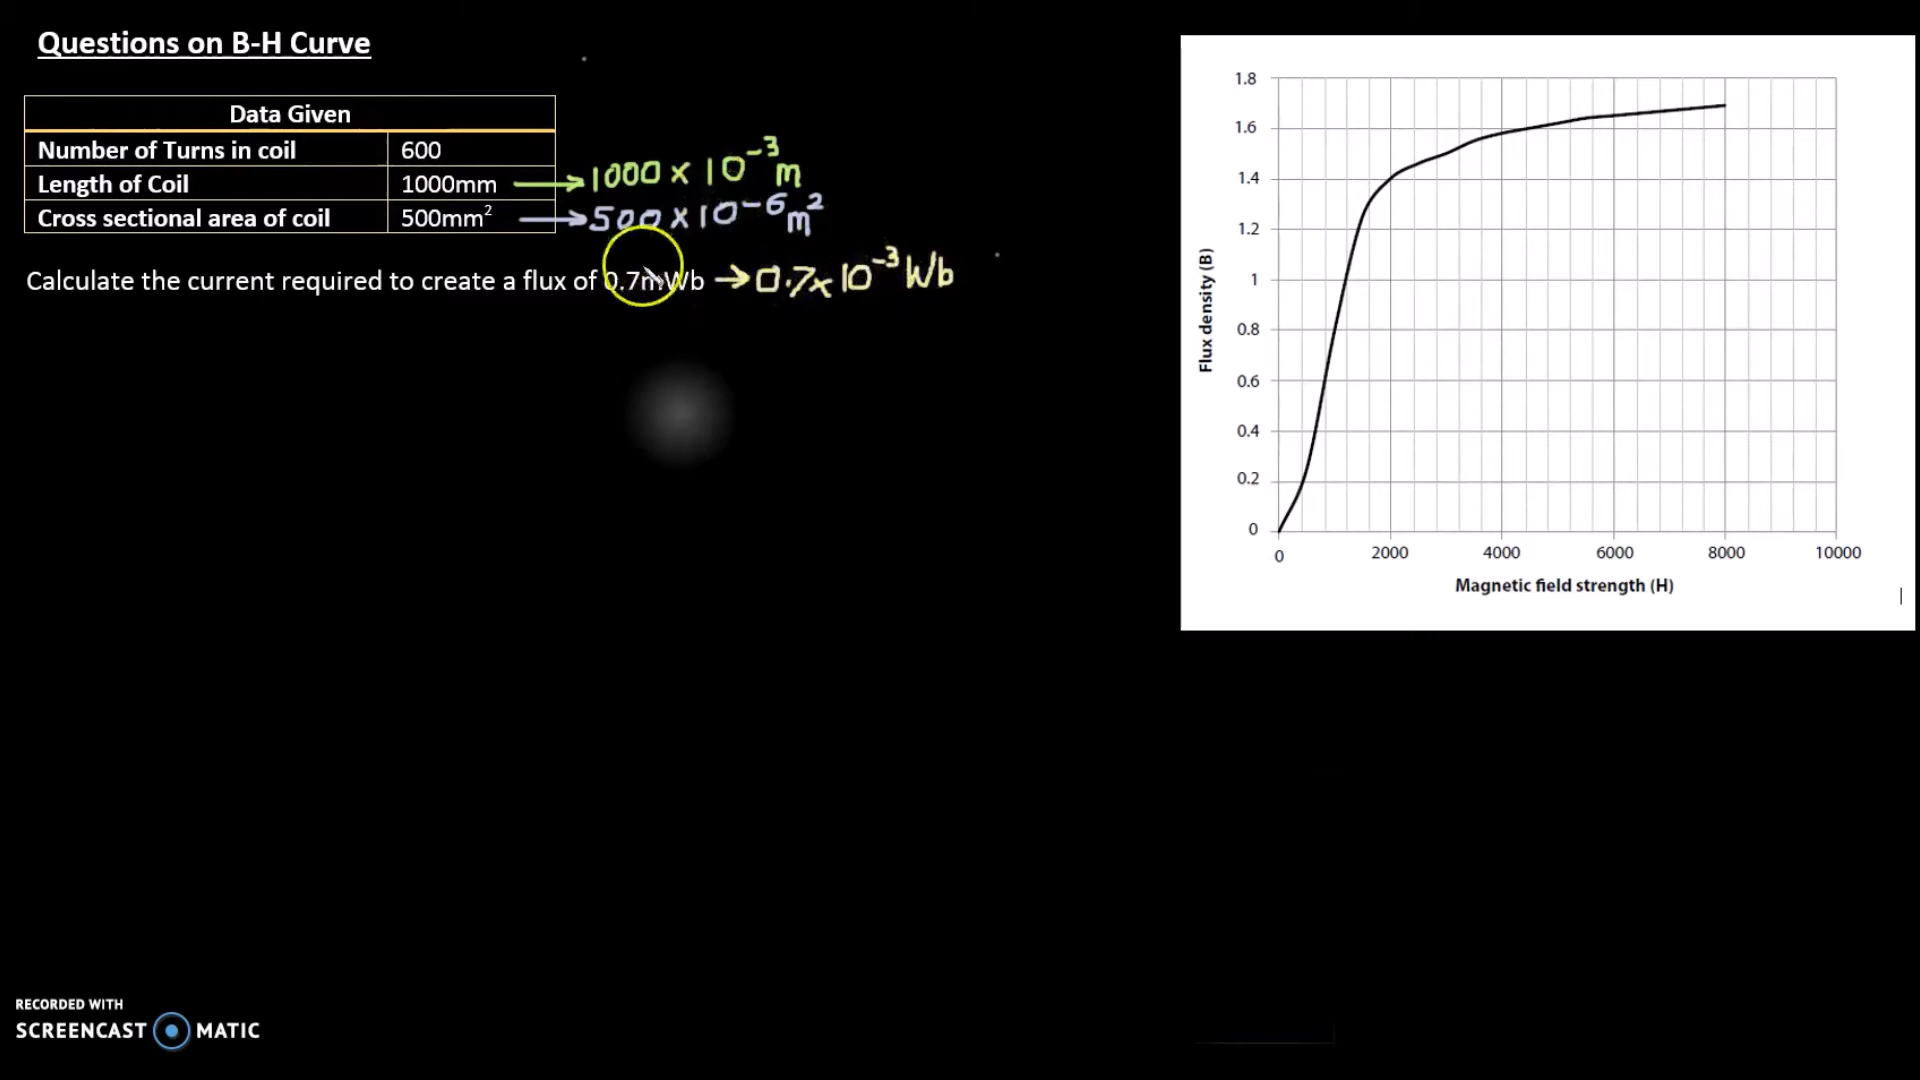 Questions on B-H Curve
Data Given
Number of Turns in coil 600
Length of Coil 1000mm → 1000 × 10⁻³ m
Cross sectional area of coil 500mm² → 500 × 10⁻⁶ m²
Calculate the current required to create a flux of 0.7mWb → 0.7 × 10⁻³ Wb
1.8
1.6
1.4
1.2
1
0.8
0.6
0.4
0.2
0
Flux density (B)
0 2000 4000 6000 8000 10000
Magnetic field strength (H)
RECORDED WITH
SCREENCAST MATIC